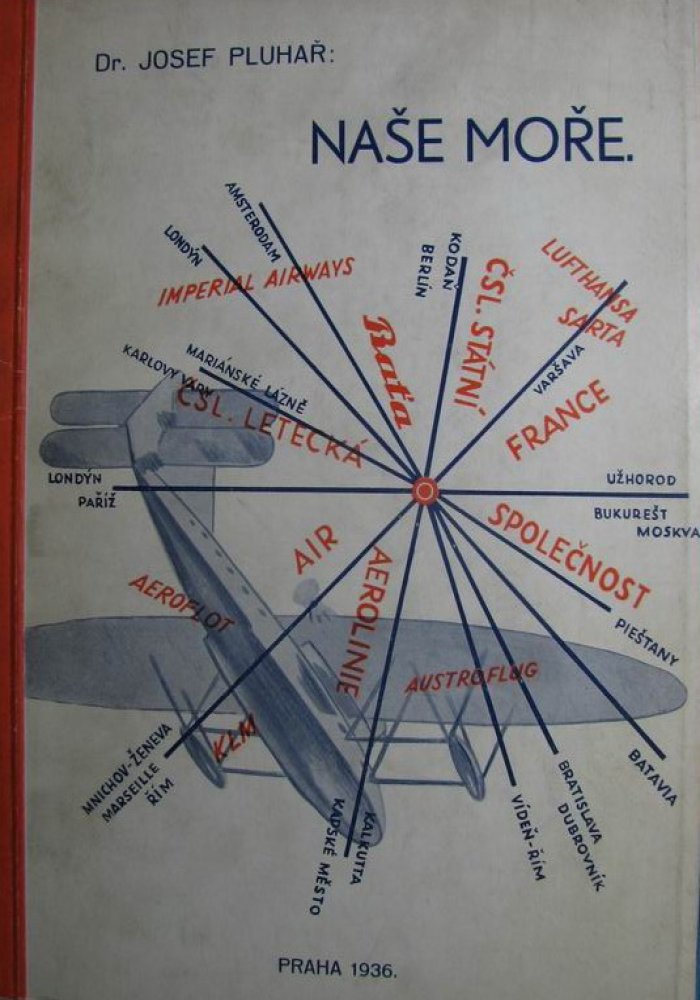 Dr. JOSEF PLUHAŘ:
NAŠE MOŘE.
AMSTERODAM
LONDÝN
IMPERIAL AIRWAYS
KODAŇ
BERLÍN
ČSL. STÁTNÍ
LUFTHANSA
SARTA
Baťa
VARŠAVA
MARIÁNSKÉ LÁZNĚ
KARLOVY VARY
ČSL. LETECKÁ
FRANCE
LONDÝN
PAŘÍŽ
UŽHOROD
BUKUREŠT
MOSKVA
SPOLEČNOST
AIR
AEROLINIE
AEROFLOT
PIEŠTANY
AUSTROFLUG
KLM
MNICHOV-ŽENEVA
MARSEILLE
ŘÍM
BATAVIA
BRATISLAVA
DUBROVNÍK
VÍDEŇ-ŘÍM
KALKUTTA
KAPSKÉ MĚSTO
PRAHA 1936.